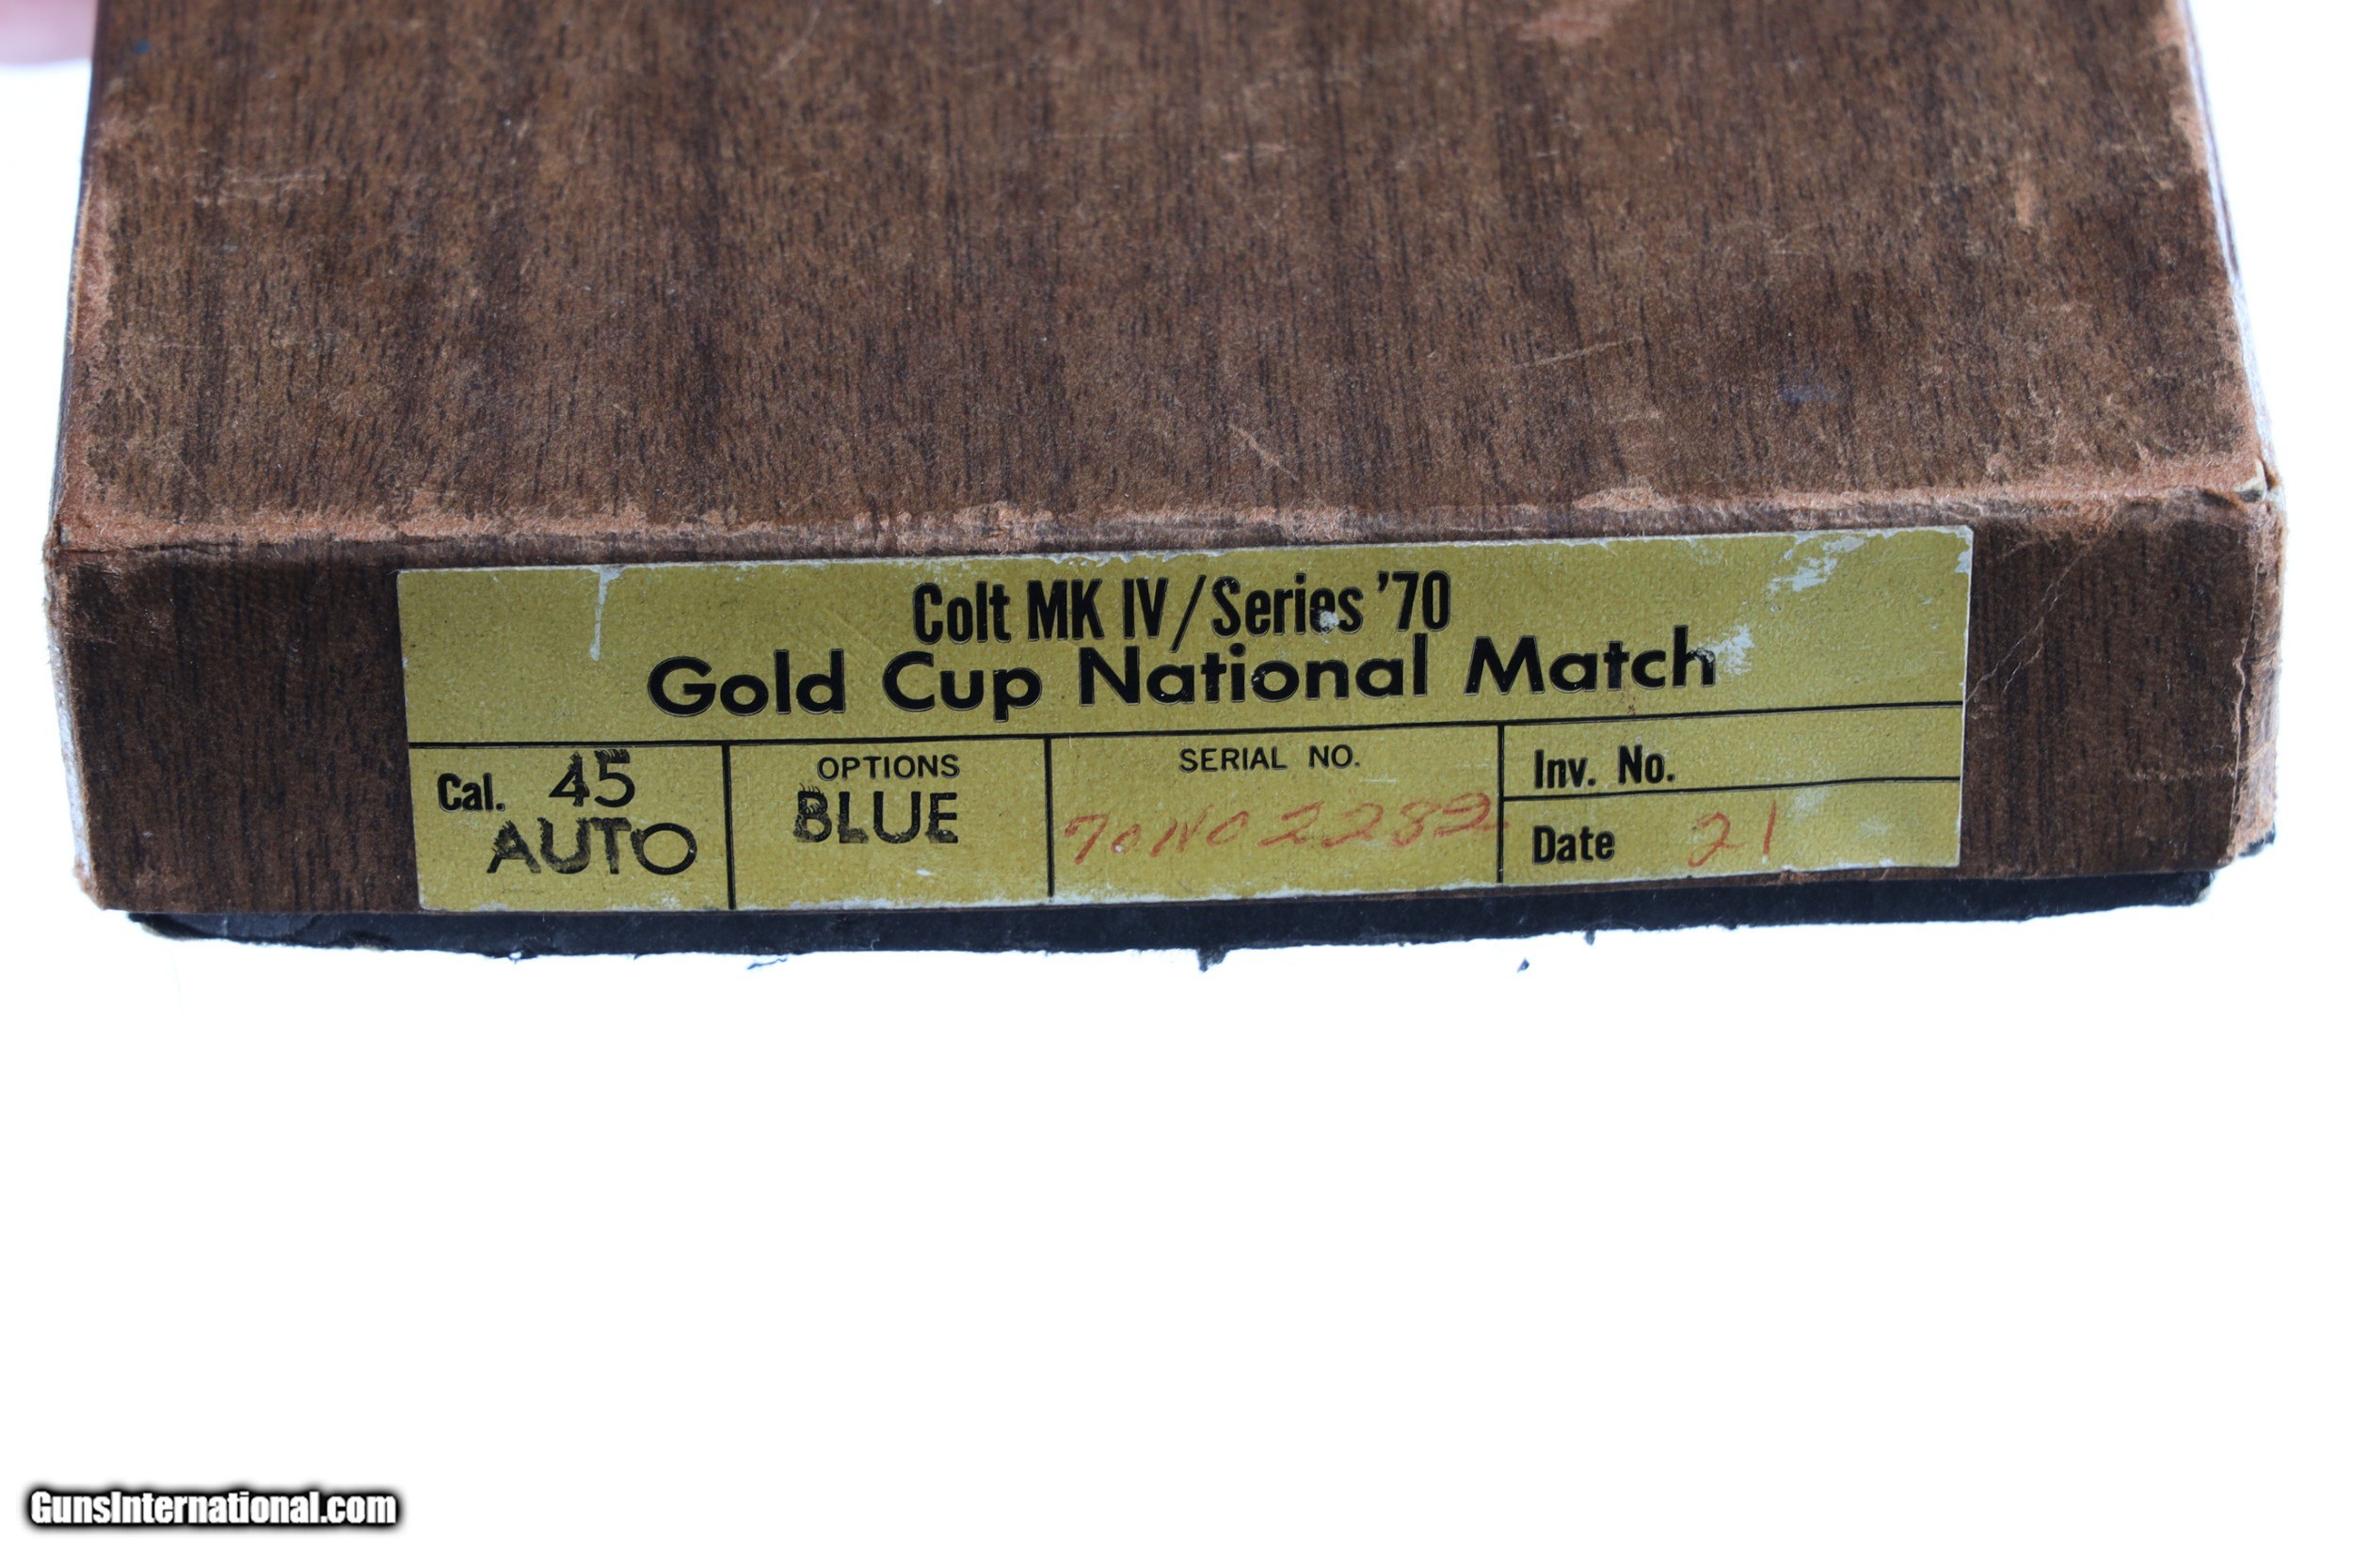 Colt MK IV/Series '70
Gold Cup National Match
Cal. 45 AUTO
OPTIONS
BLUE
SERIAL NO.
70N02282
Inv. No.
Date 21
GunsInternational.com